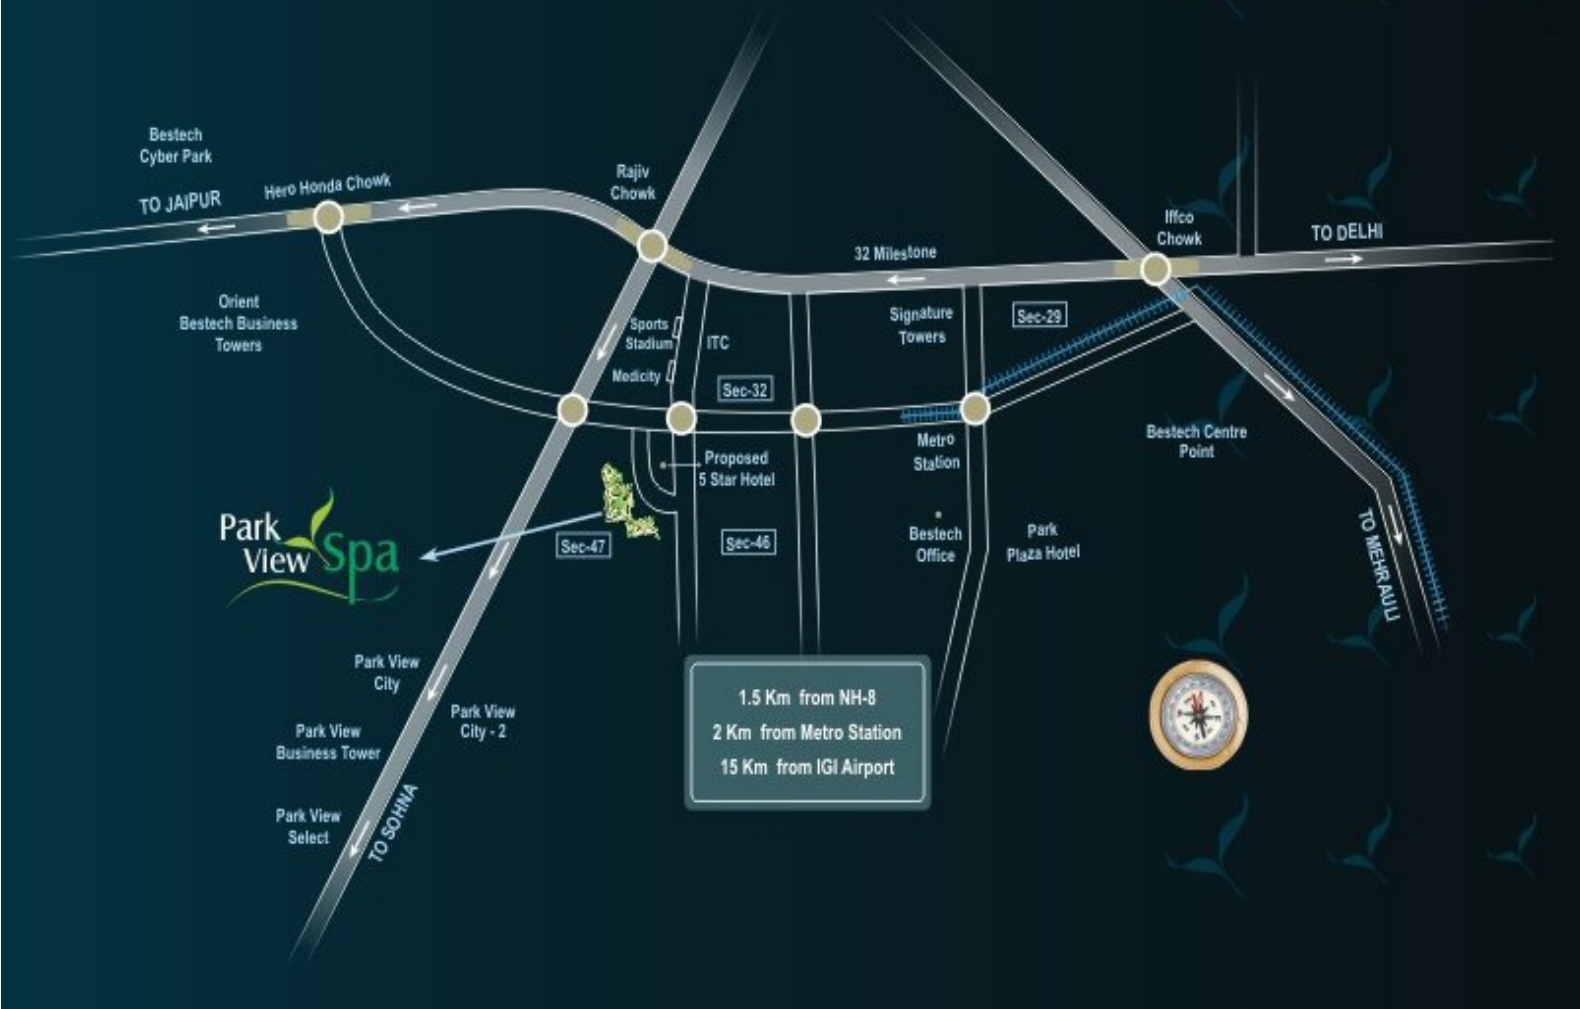 Bestech
Cyber Park
TO JAIPUR
Hero Honda Chowk
Rajiv
Chowk
Iffco
Chowk
32 Milestone
TO DELHI
Orient
Bestech Business
Towers
Sports
Stadium
ITC
Medicity
Sec-32
Signature
Towers
Sec-29
Metro
Station
Bestech Centre
Point
Proposed
5 Star Hotel
Park
View Spa
Sec-47
Sec-46
Bestech
Office
Park
Plaza Hotel
TO MEHRAULI
Park View
City
Park View
City - 2
Park View
Business Tower
Park View
Select
TO SOHNA
1.5 Km from NH-8
2 Km from Metro Station
15 Km from IGI Airport